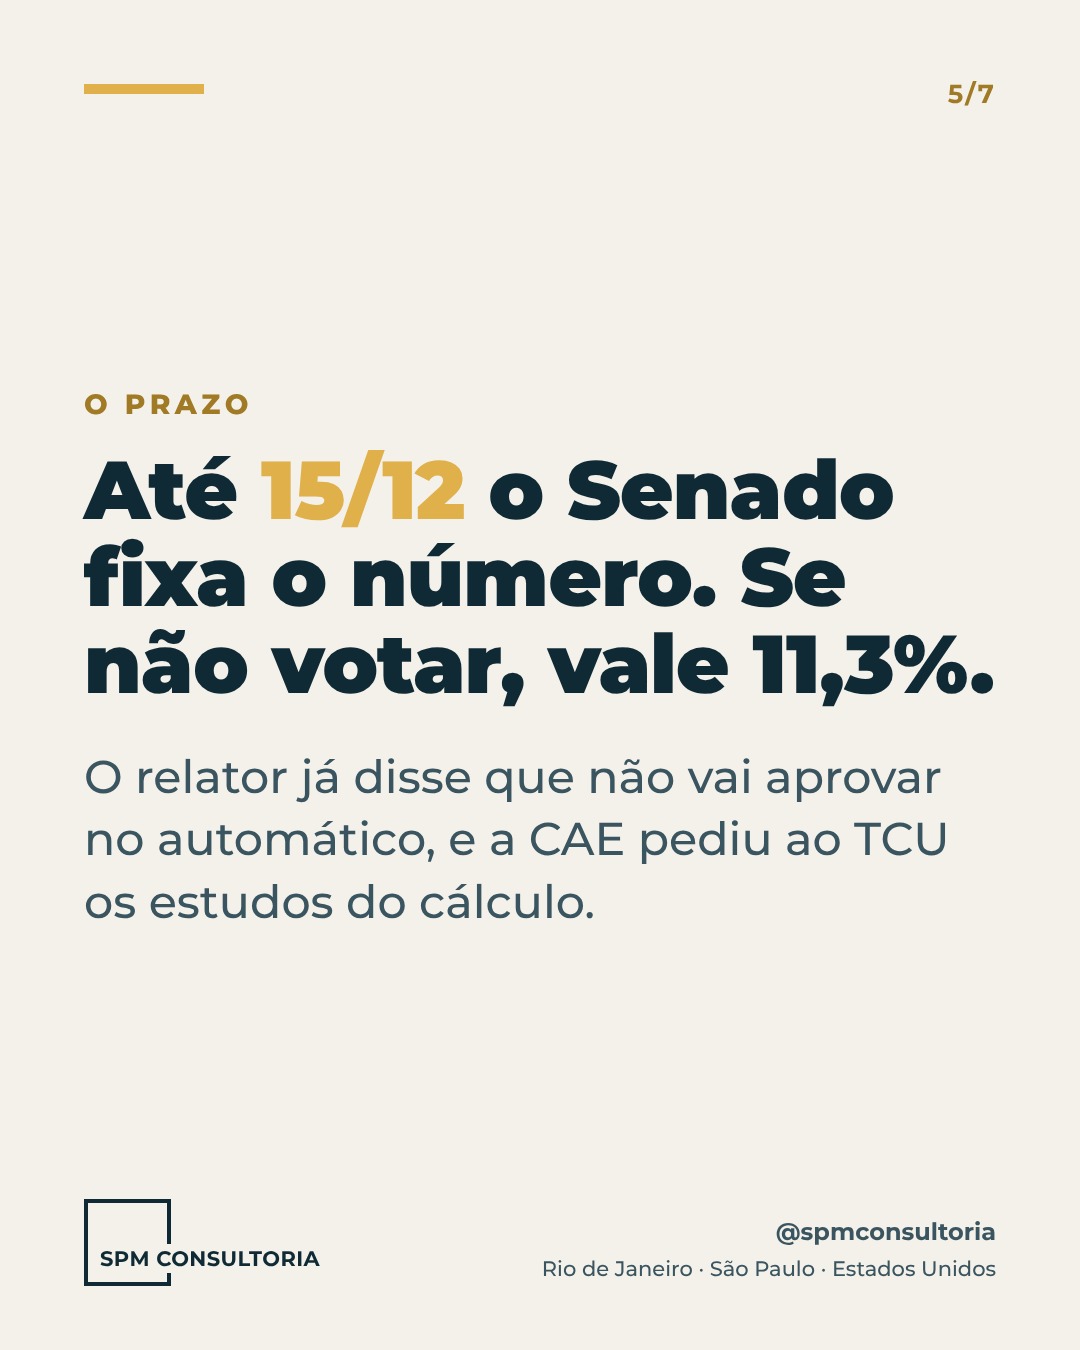 5/7
O PRAZO
Até 15/12 o Senado
fixa o número. Se
não votar, vale 11,3%.
O relator já disse que não vai aprovar
no automático, e a CAE pediu ao TCU
os estudos do cálculo.
SPM CONSULTORIA
@spmconsultoria
Rio de Janeiro · São Paulo · Estados Unidos